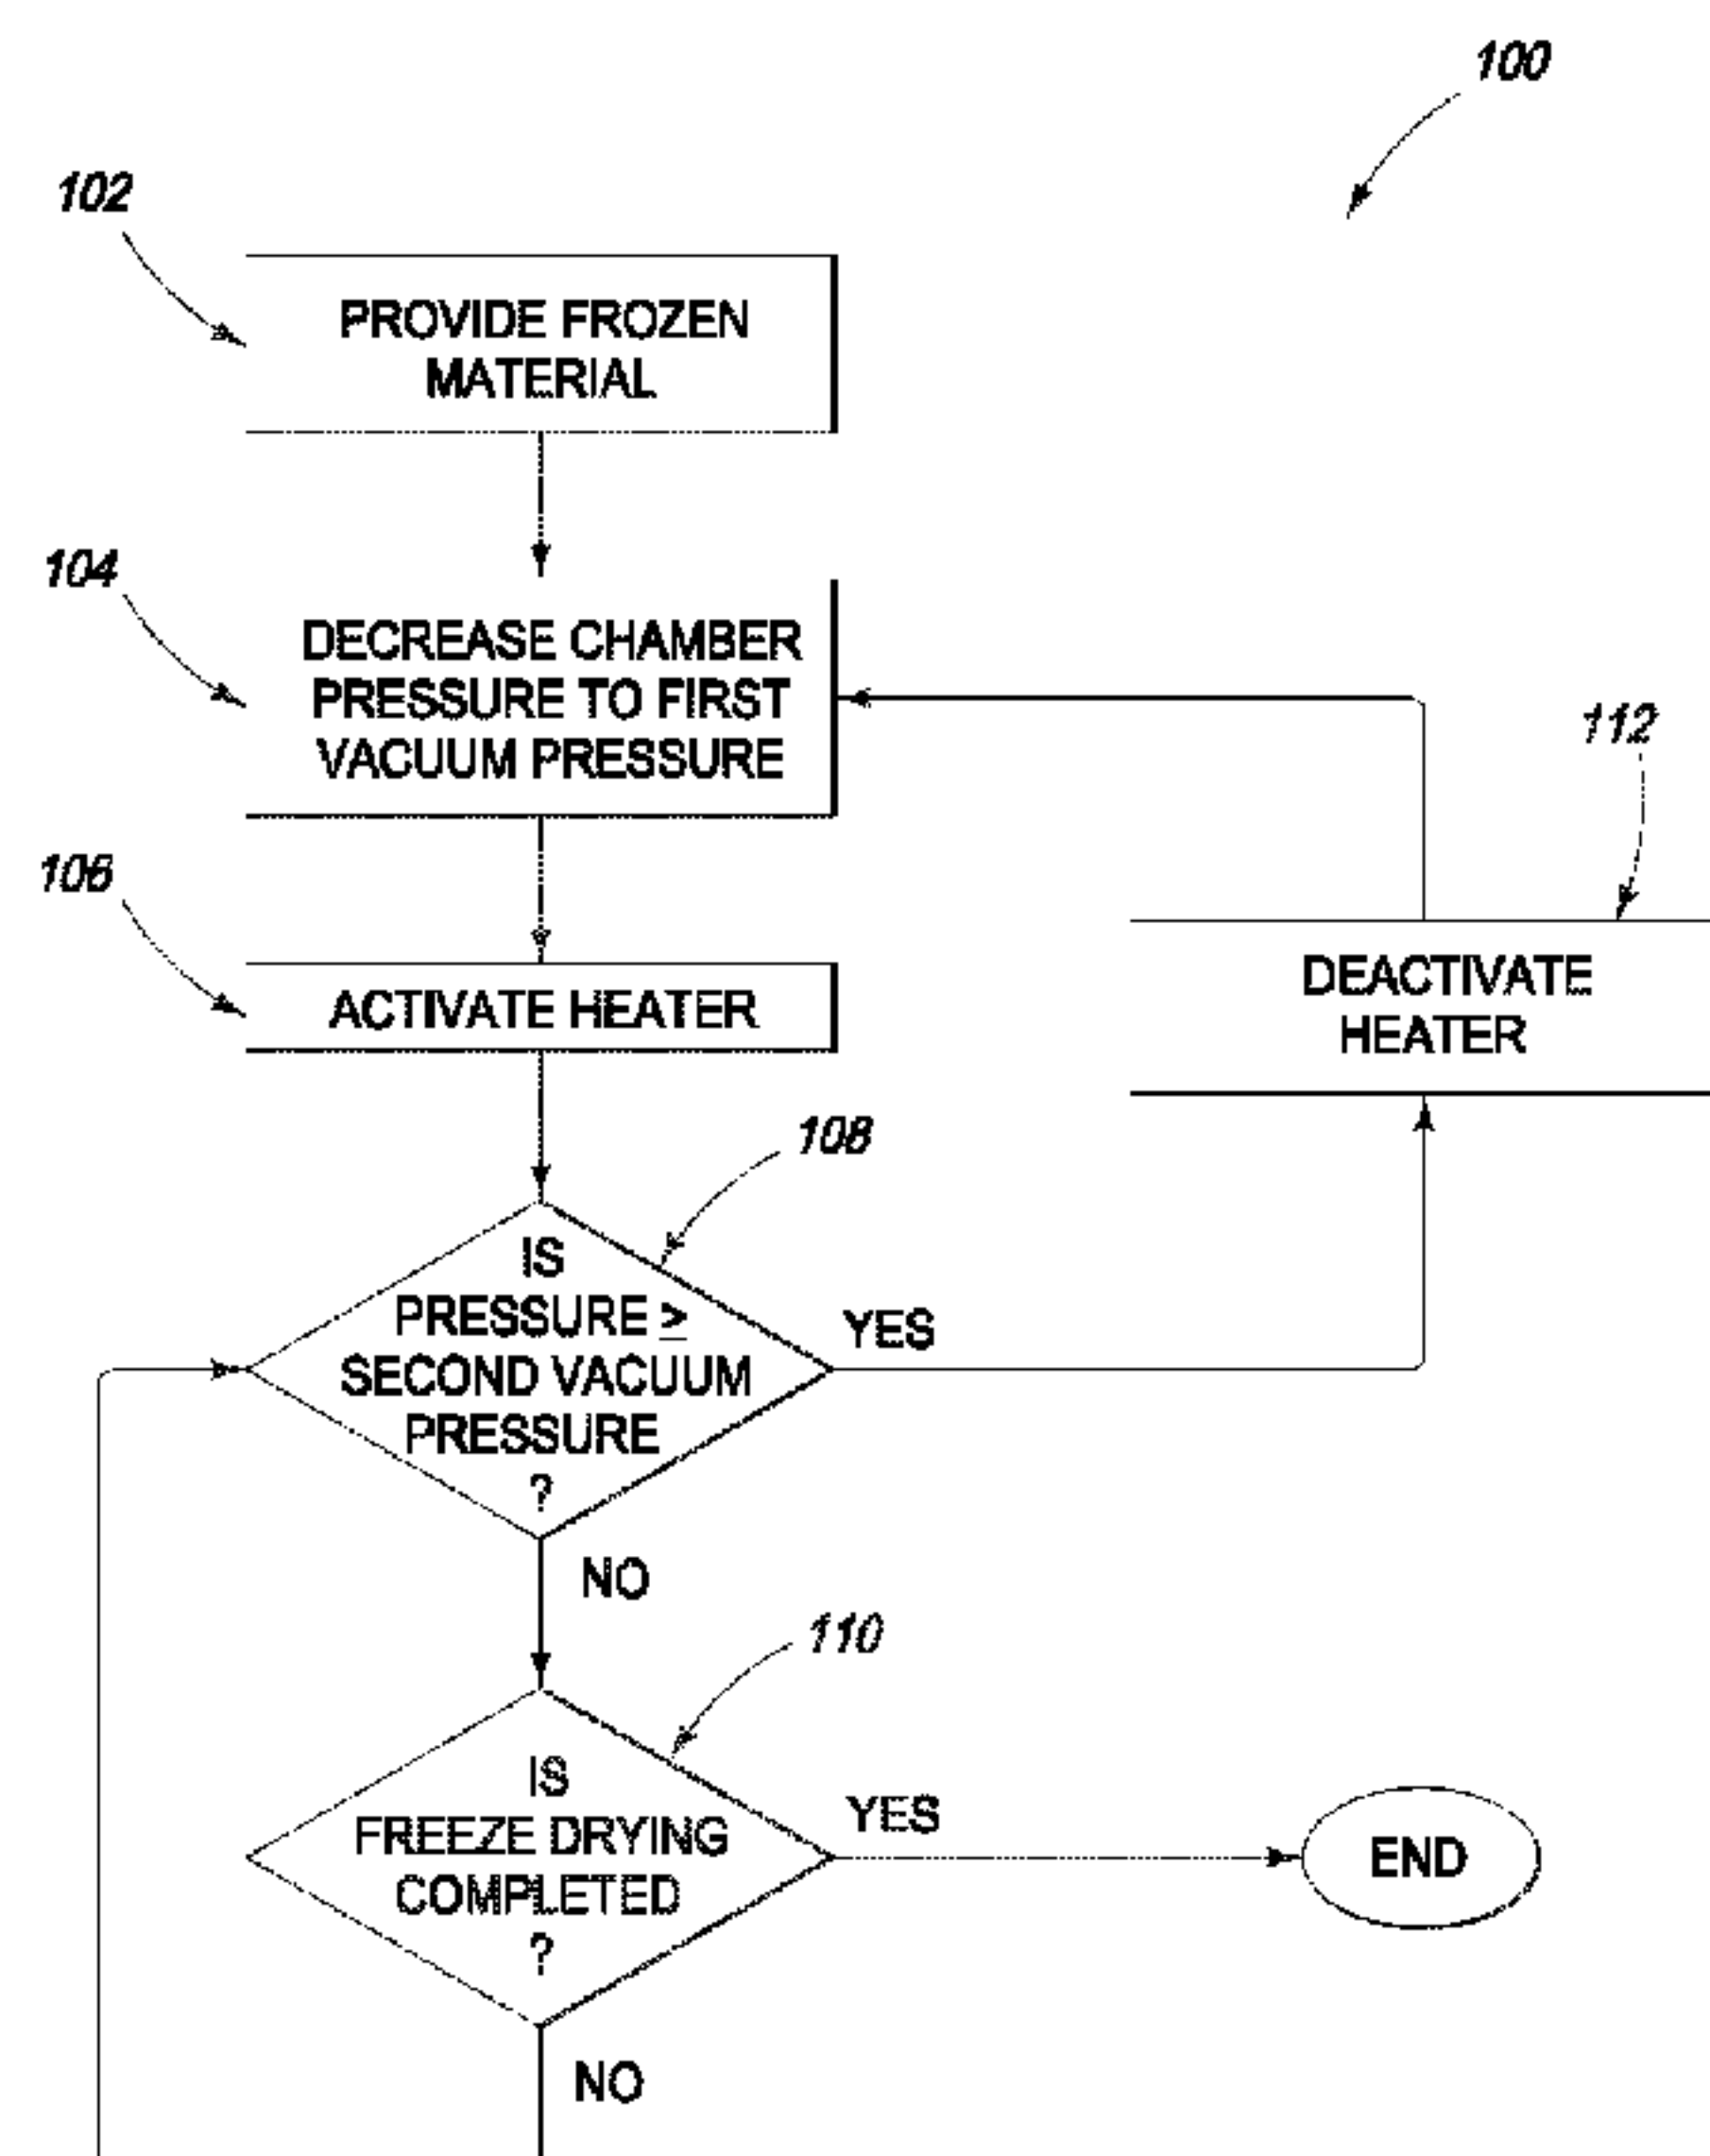 100
102
PROVIDE FROZEN
MATERIAL
104
DECREASE CHAMBER
PRESSURE TO FIRST
VACUUM PRESSURE
112
106
ACTIVATE HEATER
DEACTIVATE
HEATER
108
IS
PRESSURE ≥
SECOND VACUUM
PRESSURE
?
YES
NO
110
IS
FREEZE DRYING
COMPLETED
?
YES
END
NO